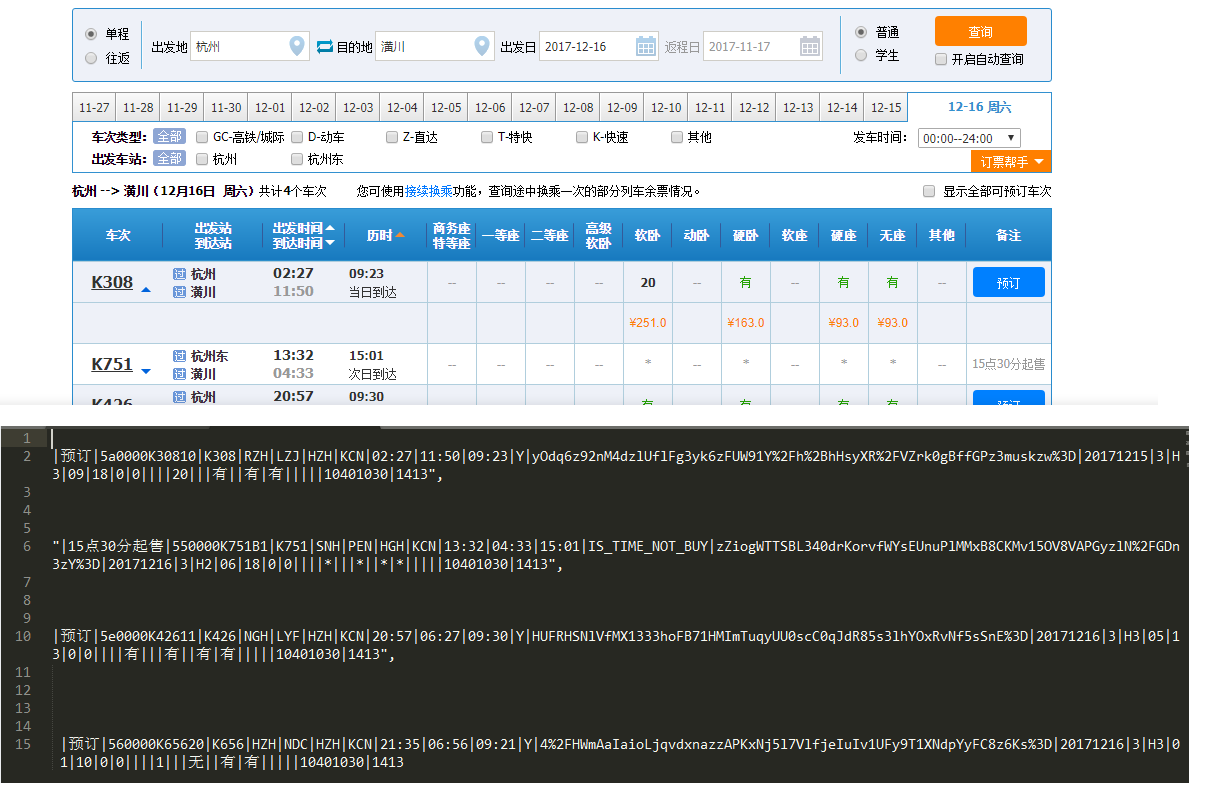 单程 往返 出发地 杭州 目的地 潢川 出发日 2017-12-16 返程日 2017-11-17 普通 学生 查询 开启自动查询
11-27 11-28 11-29 11-30 12-01 12-02 12-03 12-04 12-05 12-06 12-07 12-08 12-09 12-10 12-11 12-12 12-13 12-14 12-15 12-16 周六
车次类型: 全部 GC-高铁/城际 D-动车 Z-直达 T-特快 K-快速 其他 发车时间: 00:00--24:00
出发车站: 全部 杭州 杭州东 订票帮手
杭州 --> 潢川（12月16日 周六）共计4个车次 您可使用接续换乘功能，查询途中换乘一次的部分列车余票情况。 显示全部可预订车次
车次 出发站 到达站 出发时间 到达时间 历时 商务座 特等座 一等座 二等座 高级 软卧 软卧 动卧 硬卧 软座 硬座 无座 其他 备注
K308 过 杭州 02:27 09:23 -- -- -- -- 20 -- 有 -- 有 有 -- 预订
过 潢川 11:50 当日到达
¥251.0 ¥163.0 ¥93.0 ¥93.0
K751 过 杭州东 13:32 15:01 -- -- -- -- * -- * -- * * -- 15点30分起售
过 潢川 04:33 次日到达
K426 过 杭州 20:57 09:30 有 有 有 有 预订
1
2 |预订|5a0000K30810|K308|RZH|LZJ|HZH|KCN|02:27|11:50|09:23|Y|yOdq6z92nM4dzlUflFg3yk6zFUW91Y%2Fh%2BhHsyXR%2FVZrk0gBffGPz3muskzw%3D|20171215|3|H
3|09|18|0|0||||20|||有||有|有|||||10401030|1413",
3
4
5
6 "|15点30分起售|550000K751B1|K751|SNH|PEN|HGH|KCN|13:32|04:33|15:01|IS_TIME_NOT_BUY|zZiogWTTSBL340drKorvfWYsEUnuPlMMxB8CKMv15OV8VAPGyzlN%2FGDn
3zY%3D|20171216|3|H2|06|18|0|0||||*|||*||*|*|||||10401030|1413",
7
8
9
10 |预订|5e0000K42611|K426|NGH|LYF|HZH|KCN|20:57|06:27|09:30|Y|HUFRHSNlVfMX1333hoFB71HMImTuqyUU0scC0qJdR85s3lhYOxRvNf5sSnE%3D|20171216|3|H3|05|1
3|0|0||||有|||有||有|有|||||10401030|1413",
11
12
13
14
15 |预订|560000K65620|K656|HZH|NDC|HZH|KCN|21:35|06:56|09:21|Y|4%2FHWmAaIaioLjqvdxnazzAPKxNj5l7VlfjeIuIv1UFy9T1XNdpYyFC8z6Ks%3D|20171216|3|H3|0
1|10|0|0||||1|||无||有|有|||||10401030|1413